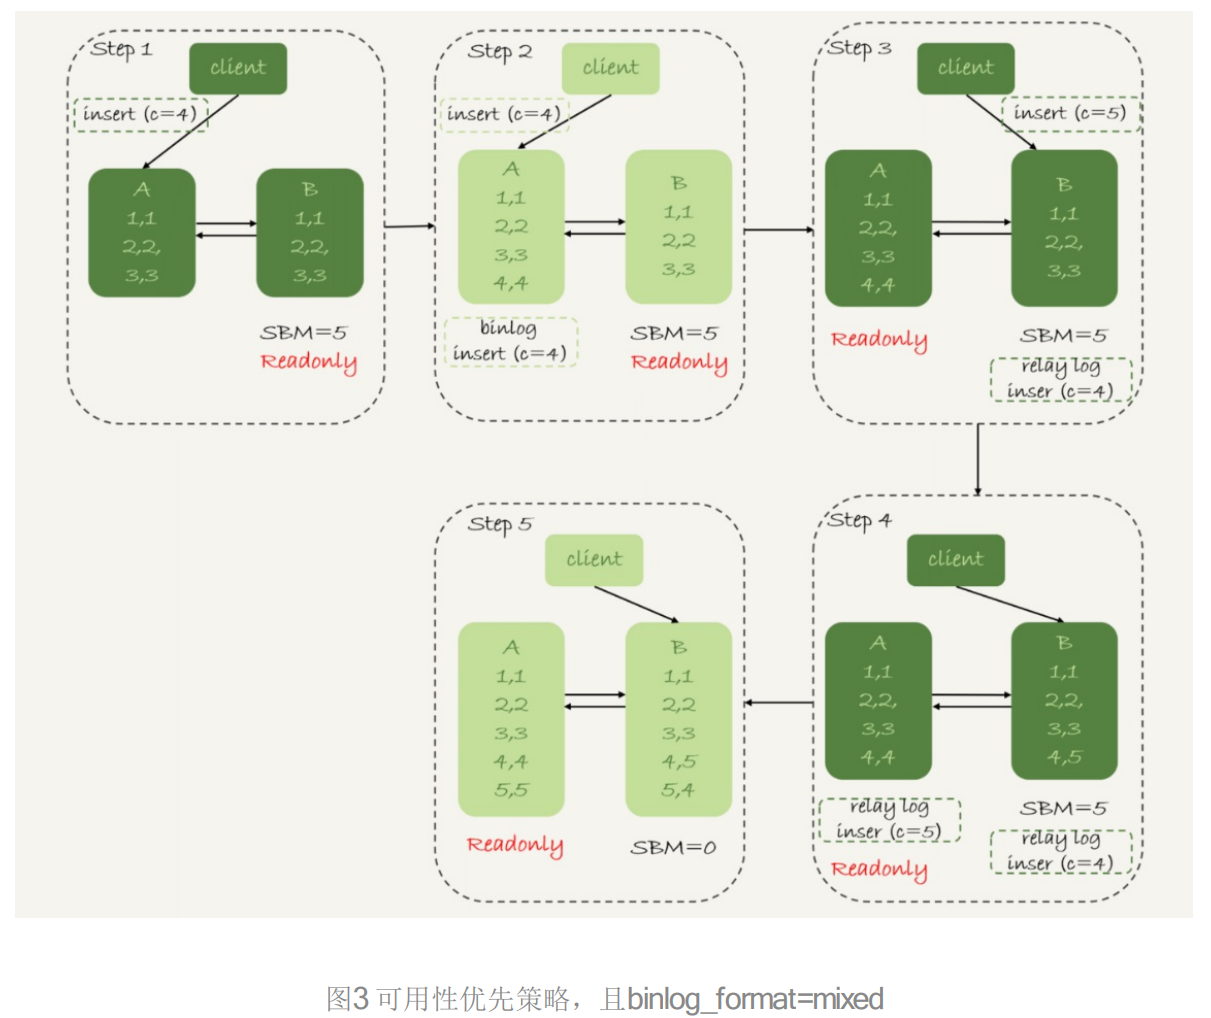 Step 1
client
insert (c=4)
A
1,1
2,2,
3,3
B
1,1
2,2,
3,3
SBM=5
Readonly
Step 2
client
insert (c=4)
A
1,1
2,2
3,3
4,4
B
1,1
2,2
3,3
binlog
insert (c=4)
SBM=5
Readonly
Step 3
client
insert (c=5)
A
1,1
2,2,
3,3
4,4
B
1,1
2,2,
3,3
Readonly
SBM=5
relay log
inser (c=4)
Step 4
client
A
1,1
2,2,
3,3
4,4
B
1,1
2,2,
3,3
4,5
relay log
inser (c=5)
Readonly
SBM=5
relay log
inser (c=4)
Step 5
client
A
1,1
2,2
3,3
4,4
5,5
B
1,1
2,2
3,3
4,5
5,4
Readonly
SBM=0
图3 可用性优先策略，且binlog_format=mixed